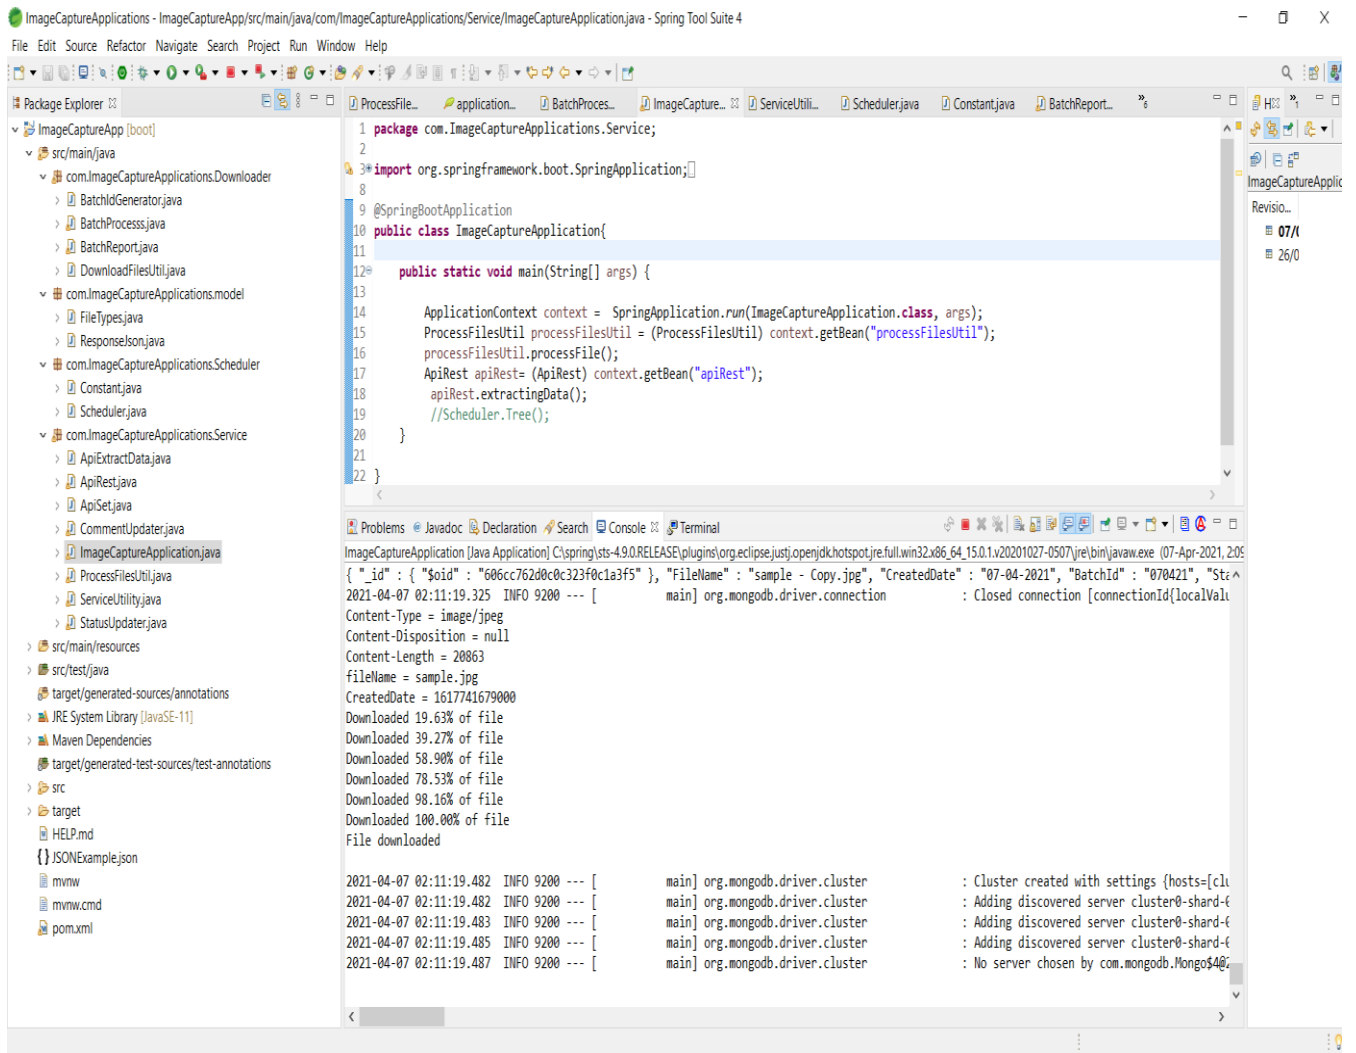 ImageCaptureApplications - ImageCaptureApp/src/main/java/com/ImageCaptureApplications/Service/ImageCaptureApplication.java - Spring Tool Suite 4
File Edit Source Refactor Navigate Search Project Run Window Help
Package Explorer
ImageCaptureApp [boot]
src/main/java
com.ImageCaptureApplications.Downloader
BatchIdGenerator.java
BatchProcesss.java
BatchReport.java
DownloadFilesUtil.java
com.ImageCaptureApplications.model
FileTypes.java
ResponseJson.java
com.ImageCaptureApplications.Scheduler
Constant.java
Scheduler.java
com.ImageCaptureApplications.Service
ApiExtractData.java
ApiRest.java
ApiSet.java
CommentUpdater.java
ImageCaptureApplication.java
ProcessFilesUtil.java
ServiceUtility.java
StatusUpdater.java
src/main/resources
src/test/java
target/generated-sources/annotations
JRE System Library [JavaSE-11]
Maven Dependencies
target/generated-test-sources/test-annotations
src
target
HELP.md
JSONExample.json
mvnw
mvnw.cmd
pom.xml
ProcessFile... application... BatchProces... ImageCapture... ServiceUtili... Scheduler.java Constant.java BatchReport... »6
1 package com.ImageCaptureApplications.Service;
2
3 import org.springframework.boot.SpringApplication;
8
9 @SpringBootApplication
10 public class ImageCaptureApplication{
11
12 public static void main(String[] args) {
13
14 ApplicationContext context = SpringApplication.run(ImageCaptureApplication.class, args);
15 ProcessFilesUtil processFilesUtil = (ProcessFilesUtil) context.getBean("processFilesUtil");
16 processFilesUtil.processFile();
17 ApiRest apiRest= (ApiRest) context.getBean("apiRest");
18 apiRest.extractingData();
19 //Scheduler.Tree();
20 }
21
22 }
Problems Javadoc Declaration Search Console Terminal
ImageCaptureApplication [Java Application] C:\spring\sts-4.9.0.RELEASE\plugins\org.eclipse.justj.openjdk.hotspot.jre.full.win32.x86_64_15.0.1.v20201027-0507\jre\bin\javaw.exe (07-Apr-2021, 2:09
{ "_id" : { "$oid" : "606cc762d0c0c323f0c1a3f5" }, "FileName" : "sample - Copy.jpg", "CreatedDate" : "07-04-2021", "BatchId" : "070421", "Sta
2021-04-07 02:11:19.325 INFO 9200 --- [ main] org.mongodb.driver.connection : Closed connection [connectionId{localValu
Content-Type = image/jpeg
Content-Disposition = null
Content-Length = 20863
fileName = sample.jpg
CreatedDate = 1617741679000
Downloaded 19.63% of file
Downloaded 39.27% of file
Downloaded 58.90% of file
Downloaded 78.53% of file
Downloaded 98.16% of file
Downloaded 100.00% of file
File downloaded
2021-04-07 02:11:19.482 INFO 9200 --- [ main] org.mongodb.driver.cluster : Cluster created with settings {hosts=[clu
2021-04-07 02:11:19.482 INFO 9200 --- [ main] org.mongodb.driver.cluster : Adding discovered server cluster0-shard-0
2021-04-07 02:11:19.483 INFO 9200 --- [ main] org.mongodb.driver.cluster : Adding discovered server cluster0-shard-0
2021-04-07 02:11:19.485 INFO 9200 --- [ main] org.mongodb.driver.cluster : Adding discovered server cluster0-shard-0
2021-04-07 02:11:19.487 INFO 9200 --- [ main] org.mongodb.driver.cluster : No server chosen by com.mongodb.Mongo$4@2
H »1
ImageCaptureApplic
Revisio...
07/0
26/0